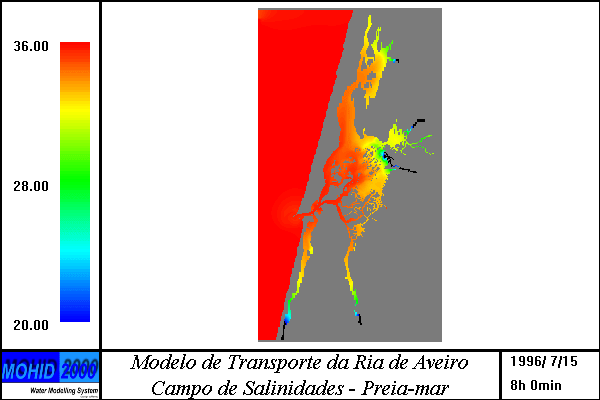 36.00
28.00
20.00
MOHID 2000
Water Modelling System
Modelo de Transporte da Ria de Aveiro
Campo de Salinidades - Preia-mar
1996/ 7/15
8h 0min